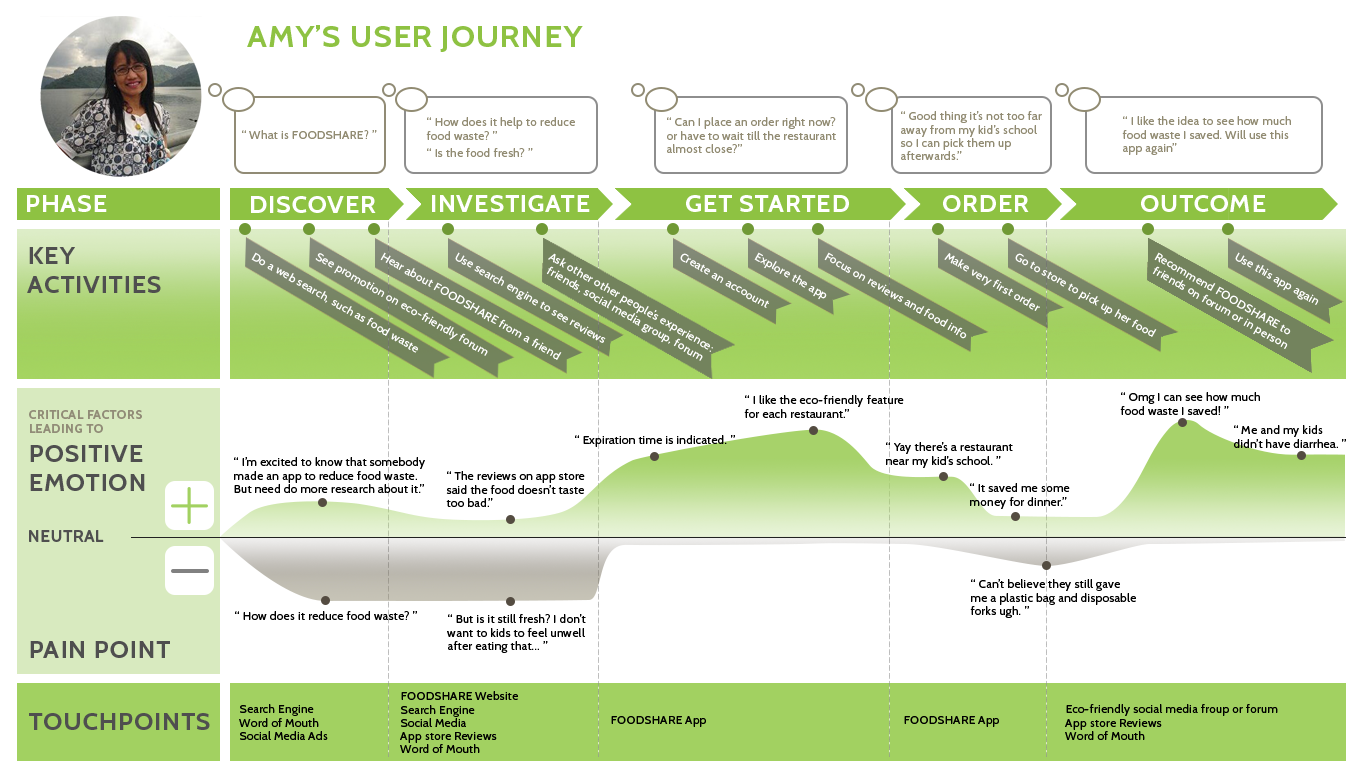 AMY'S USER JOURNEY
“ What is FOODSHARE? ”
“ How does it help to reduce
food waste? ”
“ Is the food fresh? ”
“ Can I place an order right now?
or have to wait till the restaurant
almost close?”
“ Good thing it’s not too far
away from my kid’s school
so I can pick them up
afterwards.”
“ I like the idea to see how much
food waste I saved. Will use this
app again”
PHASE
DISCOVER
INVESTIGATE
GET STARTED
ORDER
OUTCOME
KEY
ACTIVITIES
Do a web search, such as food waste
See promotion on eco-friendly forum
Hear about FOODSHARE from a friend
Use search engine to see reviews
Ask other other people’s experience:
friends, social media group, forum
Create an account
Explore the app
Focus on reviews and food info
Make very first order
Go to store to pick up her food
Recommend FOODSHARE to
friends on forum or in person
Use this app again
CRITICAL FACTORS
LEADING TO
POSITIVE
EMOTION
NEUTRAL
PAIN POINT
“ I’m excited to know that somebody
made an app to reduce food waste.
But need do more research about it.”
“ The reviews on app store
said the food doesn’t taste
too bad.”
“ Expiration time is indicated. ”
“ I like the eco-friendly feature
for each restaurant.”
“ Yay there’s a restaurant
near my kid’s school. ”
“ It saved me some
money for dinner.”
“ Omg I can see how much
food waste I saved! ”
“ Me and my kids
didn’t have diarrhea. ”
“ How does it reduce food waste? ”
“ But is it still fresh? I don’t
want to kids to feel unwell
after eating that... ”
“ Can’t believe they still gave
me a plastic bag and disposable
forks ugh. ”
TOUCHPOINTS
Search Engine
Word of Mouth
Social Media Ads
FOODSHARE Website
Search Engine
Social Media
App store Reviews
Word of Mouth
FOODSHARE App
FOODSHARE App
Eco-friendly social media froup or forum
App store Reviews
Word of Mouth